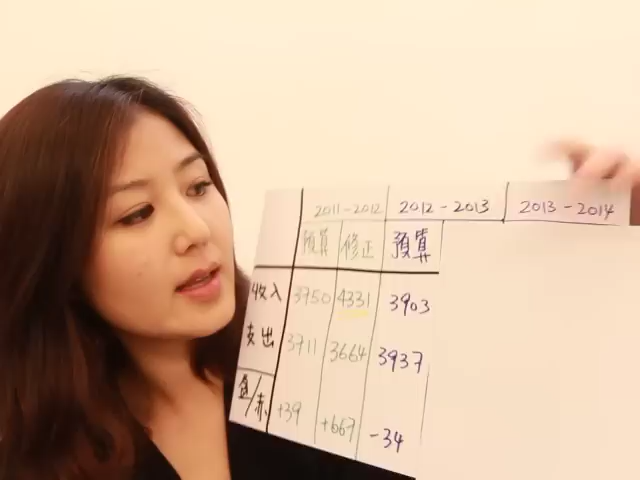 2011-2012 2012-2013 2013-2014
預算 修正 預算
收入 3750 4331 3903
支出 3711 3664 3937
盈/赤 +39 +667 -34